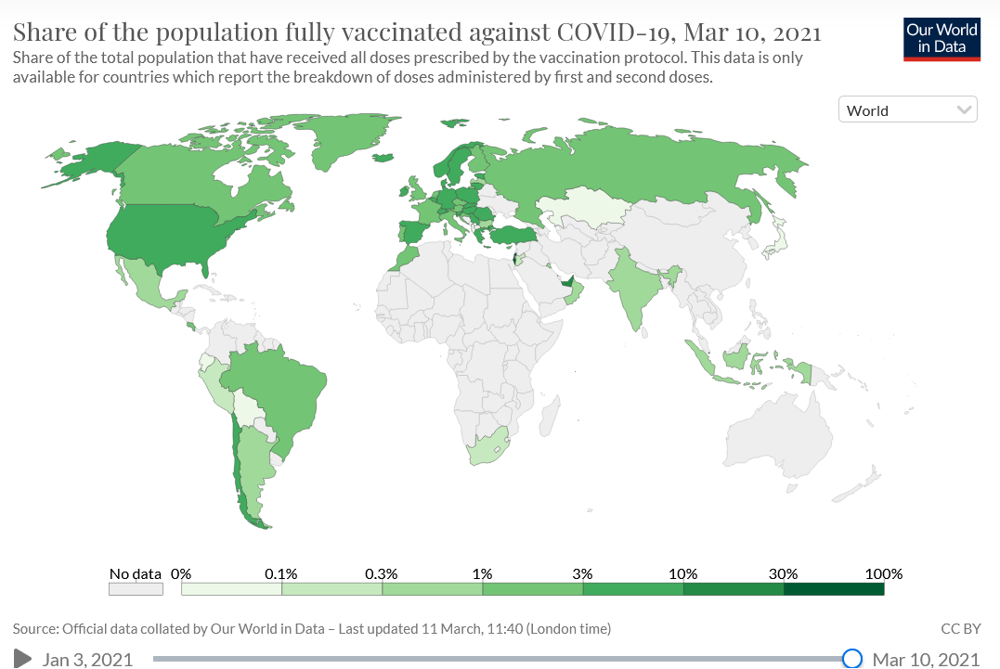 Share of the population fully vaccinated against COVID-19, Mar 10, 2021
Our World
in Data
Share of the total population that have received all doses prescribed by the vaccination protocol. This data is only
available for countries which report the breakdown of doses administered by first and second doses.
World
No data 0% 0.1% 0.3% 1% 3% 10% 30% 100%
Source: Official data collated by Our World in Data – Last updated 11 March, 11:40 (London time)
CC BY
Jan 3, 2021
Mar 10, 2021